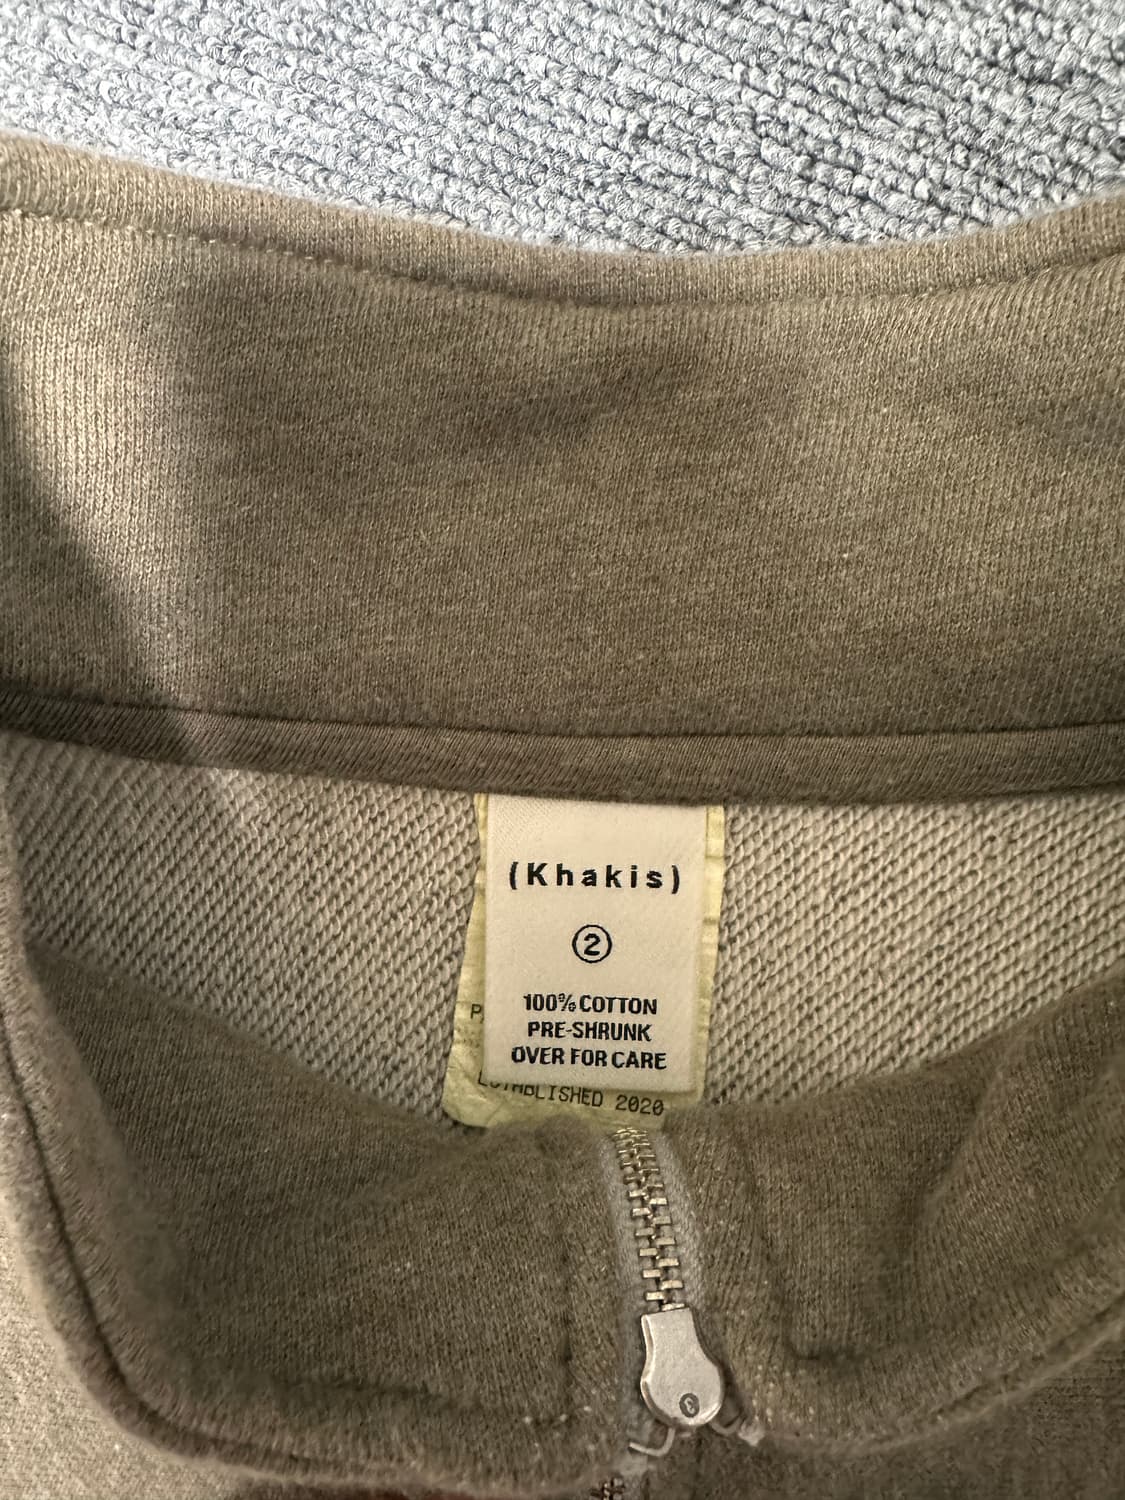 (Khakis)
2
100% COTTON
PRE-SHRUNK
OVER FOR CARE
ESTABLISHED 2020